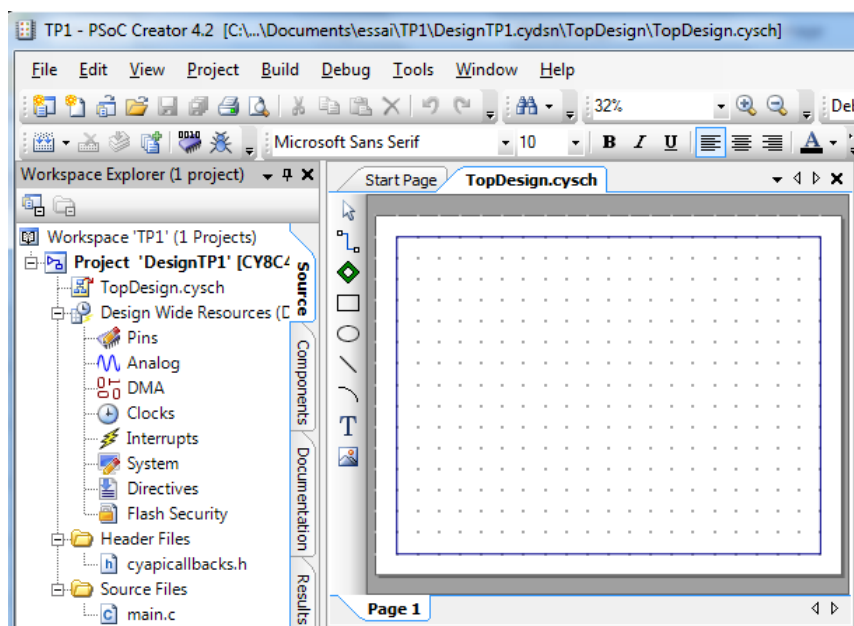 TP1 - PSoC Creator 4.2 [C:\...\Documents\essai\TP1\DesignTP1.cydsn\TopDesign\TopDesign.cysch]
File Edit View Project Build Debug Tools Window Help
32% Del
Microsoft Sans Serif 10 B I U A
Workspace Explorer (1 project)
Start Page TopDesign.cysch
Workspace 'TP1' (1 Projects)
Project 'DesignTP1' [CY8C4
TopDesign.cysch
Design Wide Resources (D
Pins
Analog
DMA
Clocks
Interrupts
System
Directives
Flash Security
Header Files
h cyapicallbacks.h
Source Files
c main.c
Source
Components
Documentation
Results
T
Page 1